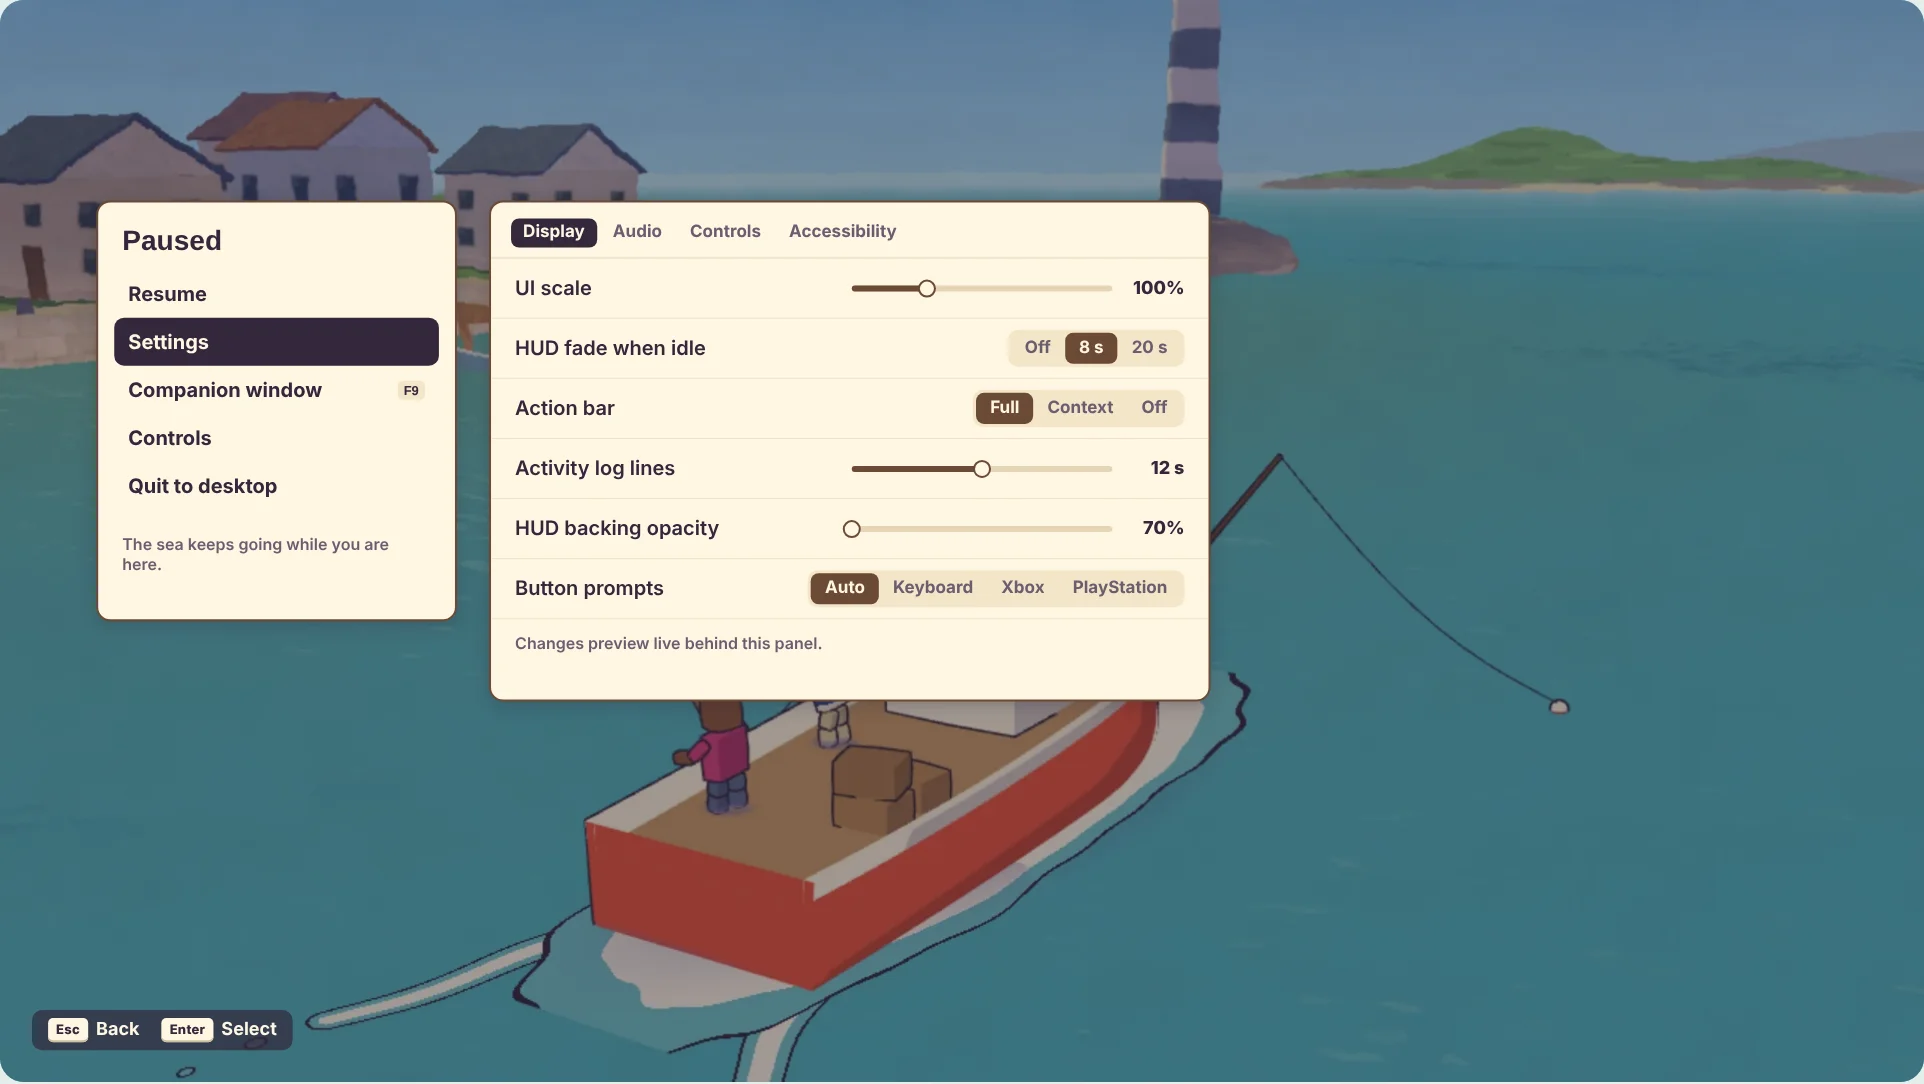 Paused
Resume
Settings
Companion window F9
Controls
Quit to desktop
The sea keeps going while you are
here.
Display Audio Controls Accessibility
UI scale 100%
HUD fade when idle Off 8 s 20 s
Action bar Full Context Off
Activity log lines 12 s
HUD backing opacity 70%
Button prompts Auto Keyboard Xbox PlayStation
Changes preview live behind this panel.
Esc Back Enter Select